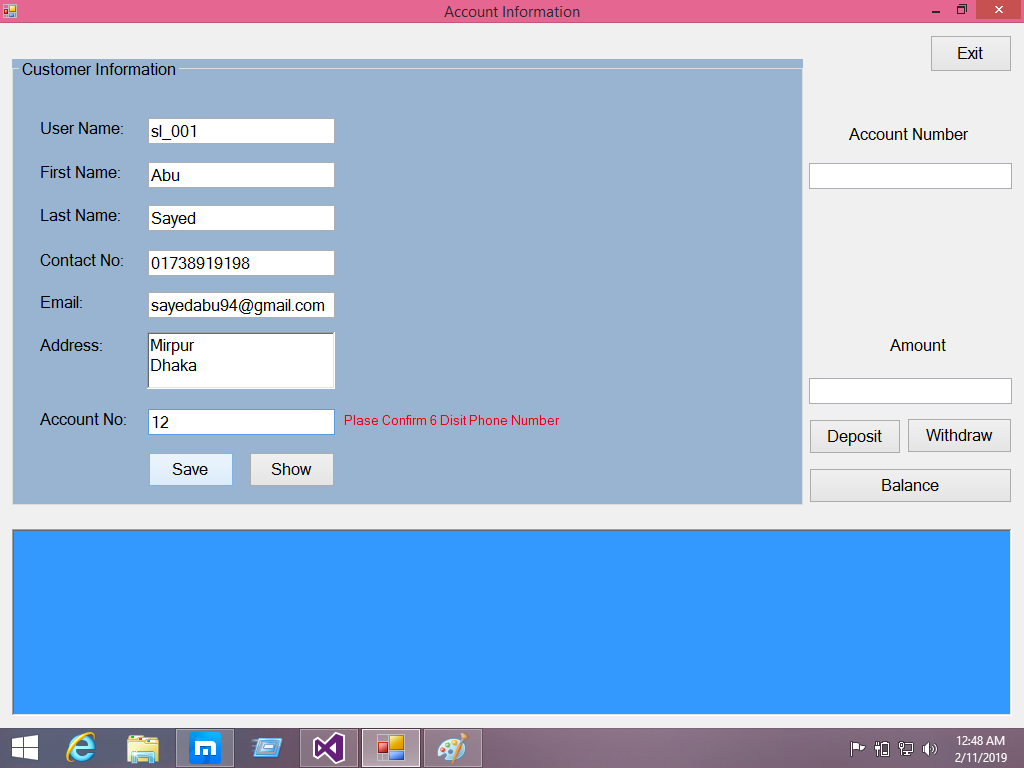 Account Information
Exit
Customer Information
User Name: sl_001
Account Number
First Name: Abu
Last Name: Sayed
Contact No: 01738919198
Email: sayedabu94@gmail.com
Address: Mirpur
Dhaka
Amount
Account No: 12 Plase Confirm 6 Disit Phone Number
Deposit Withdraw
Save Show
Balance
12:48 AM
2/11/2019